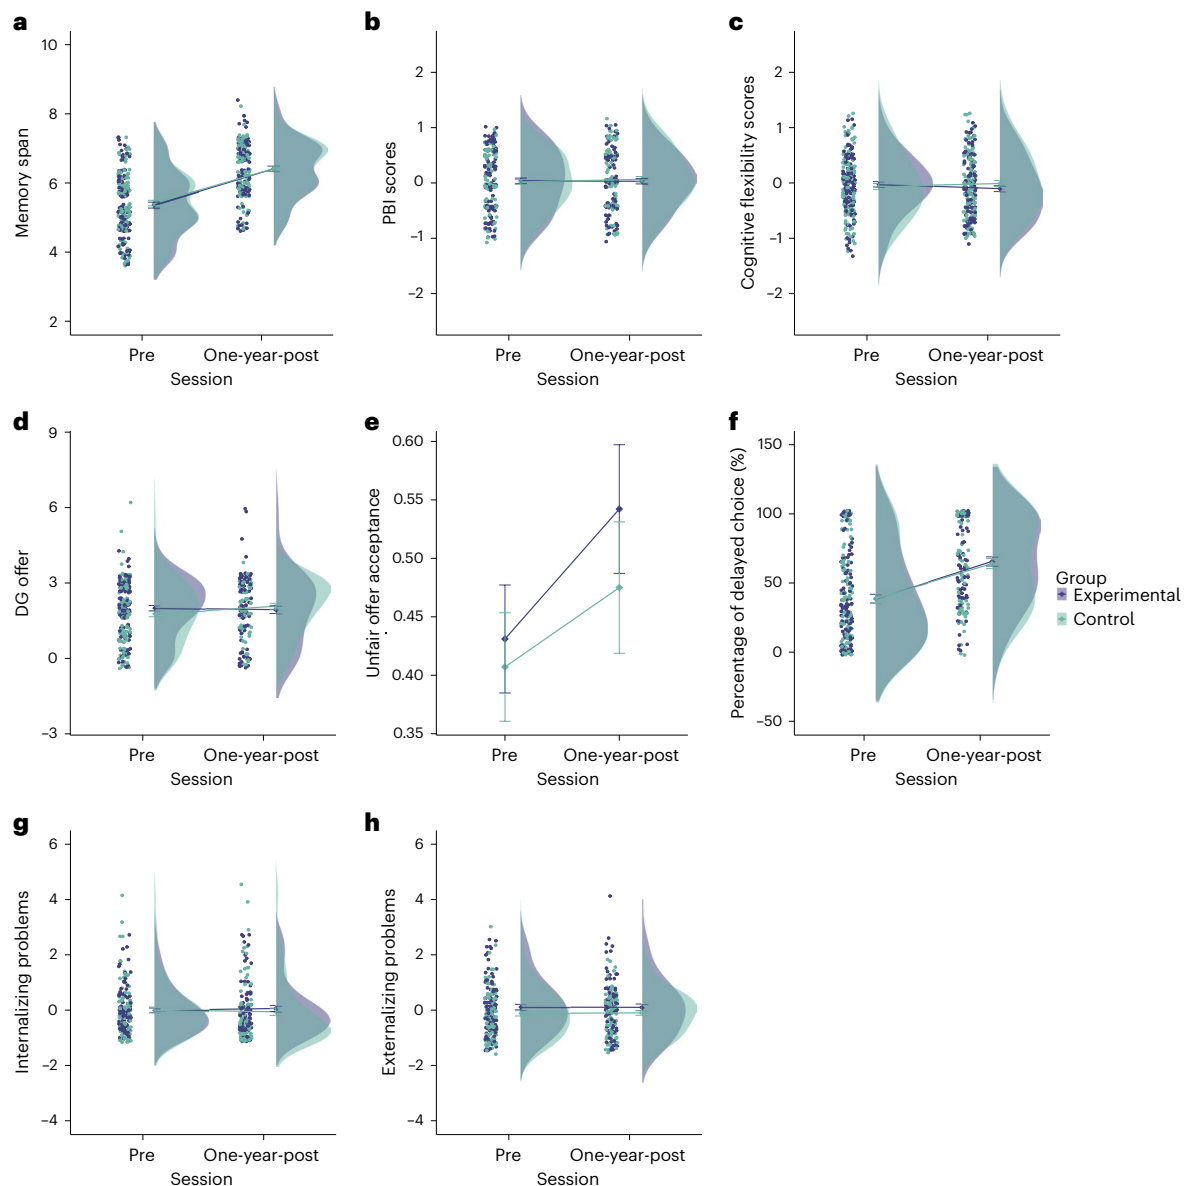 a
Memory span
10
8
6
4
2
Pre
One-year-post
Session
b
PBI scores
2
1
0
−1
−2
Pre
One-year-post
Session
c
Cognitive flexibility scores
2
1
0
−1
−2
Pre
One-year-post
Session
d
DG offer
9
6
3
0
−3
Pre
One-year-post
Session
e
Unfair offer acceptance
0.60
0.55
0.50
0.45
0.40
0.35
Pre
One-year-post
Session
f
Percentage of delayed choice (%)
150
100
50
0
−50
Pre
One-year-post
Session
Group
Experimental
Control
g
Internalizing problems
6
4
2
0
−2
−4
Pre
One-year-post
Session
h
Externalizing problems
6
4
2
0
−2
−4
Pre
One-year-post
Session